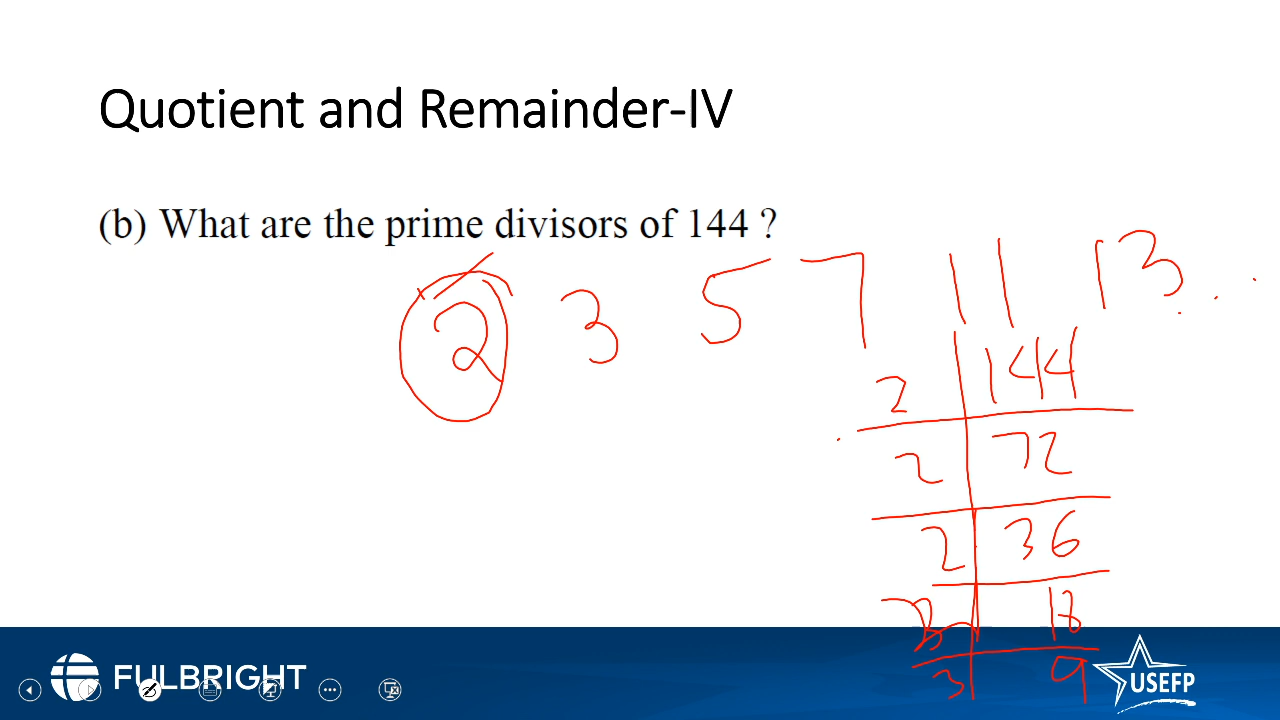 Quotient and Remainder-IV
(b) What are the prime divisors of 144 ?
2 3 5 7 11 13 ..
2 144
2 72
2 36
18
3 9
FULBRIGHT
USEFP